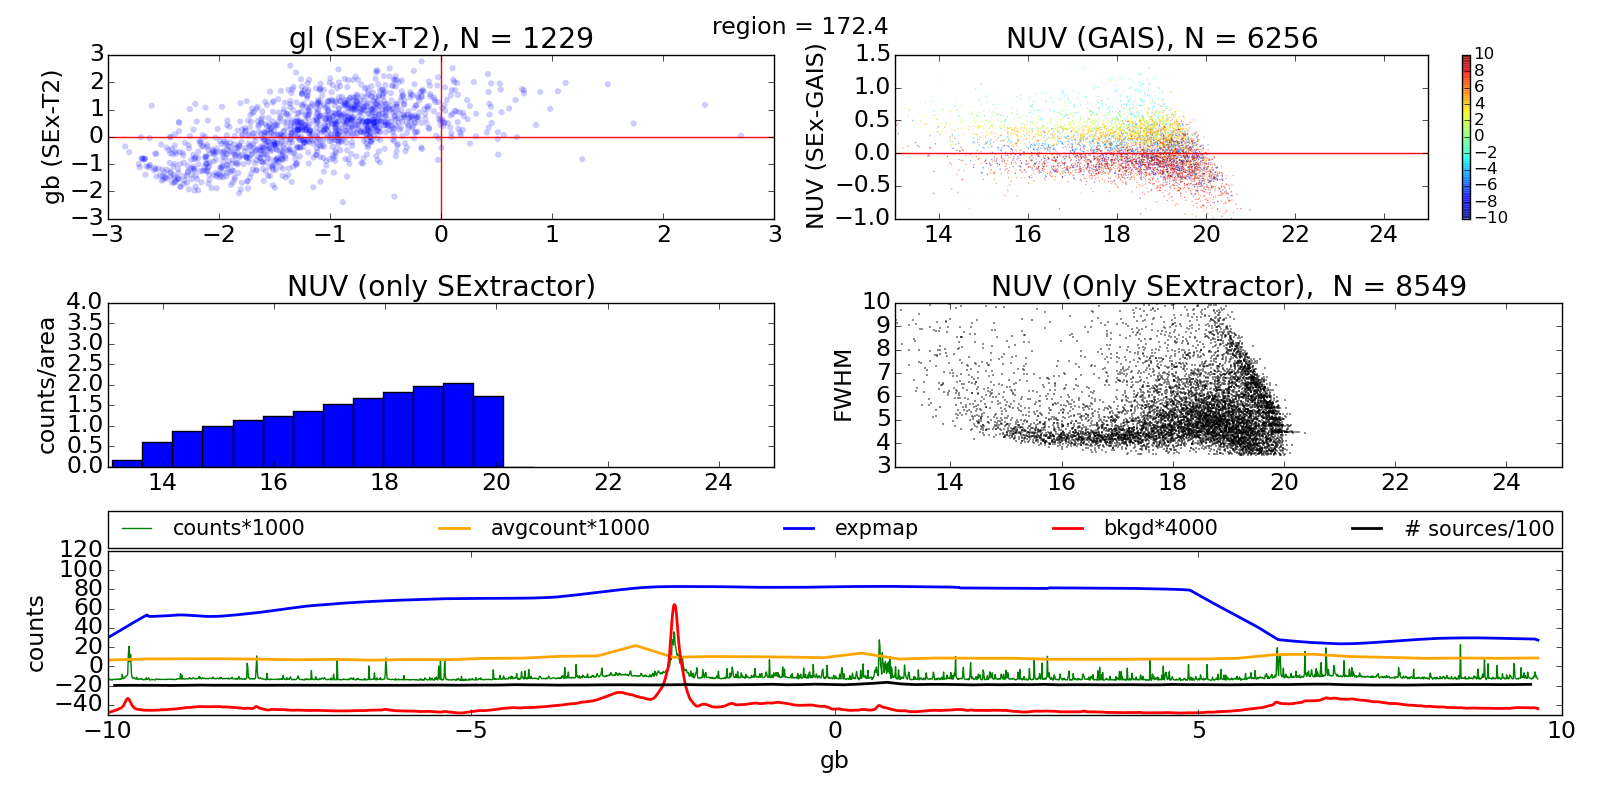 region = 172.4
gl (SEx-T2), N = 1229
gb (SEx-T2)
3
2
1
0
−1
−2
−3
−3 −2 −1 0 1 2 3
NUV (GAIS), N = 6256
NUV (SEx-GAIS)
1.5
1.0
0.5
0.0
−0.5
−1.0
14 16 18 20 22 24
10
8
6
4
2
0
−2
−4
−6
−8
−10
NUV (only SExtractor)
counts/area
4.0
3.5
3.0
2.5
2.0
1.5
1.0
0.5
0.0
14 16 18 20 22 24
NUV (Only SExtractor),  N = 8549
FWHM
10
9
8
7
6
5
4
3
14 16 18 20 22 24
counts*1000 avgcount*1000 expmap bkgd*4000 # sources/100
counts
120
100
80
60
40
20
0
−20
−40
−10 −5 0 5 10
gb